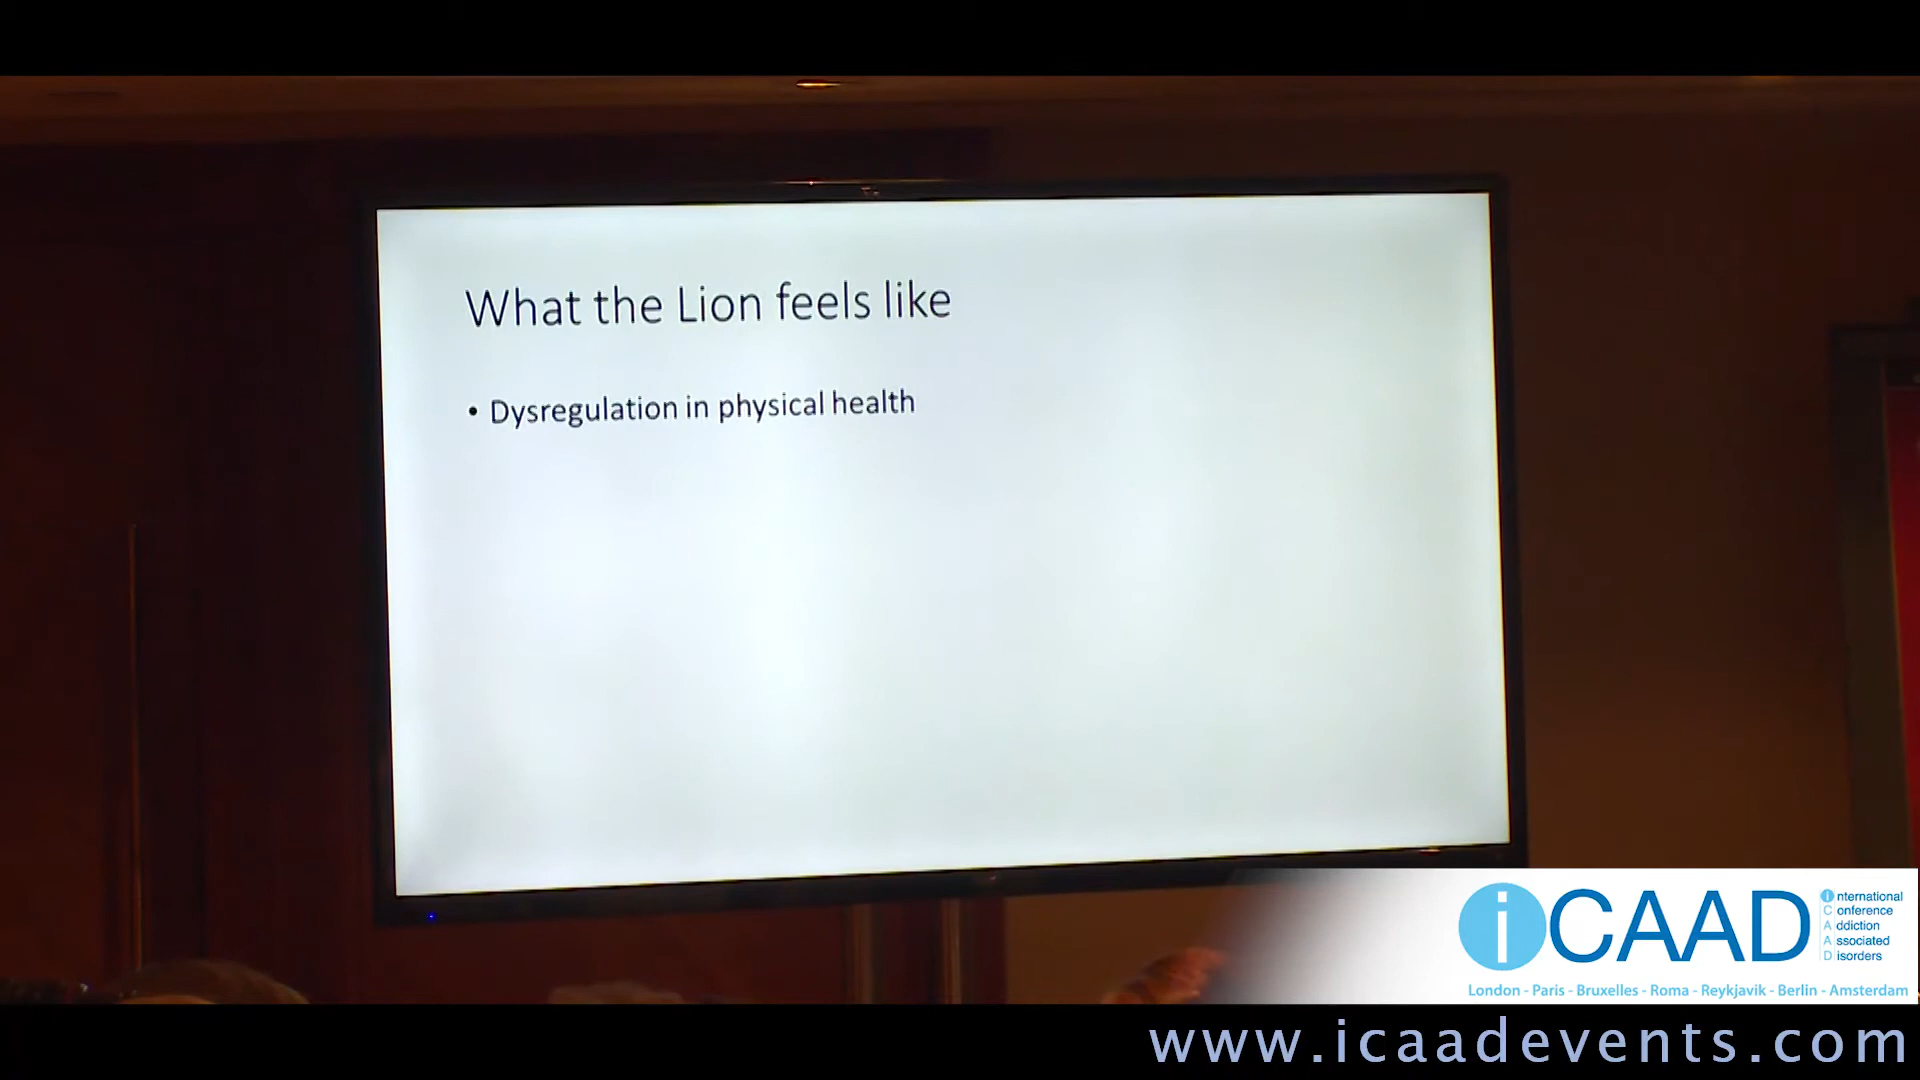 What the Lion feels like
• Dysregulation in physical health
iCAAD
international
Conference
Addiction
Associated
Disorders
London - Paris - Bruxelles - Roma - Reykjavik - Berlin - Amsterdam
www.icaadevents.com